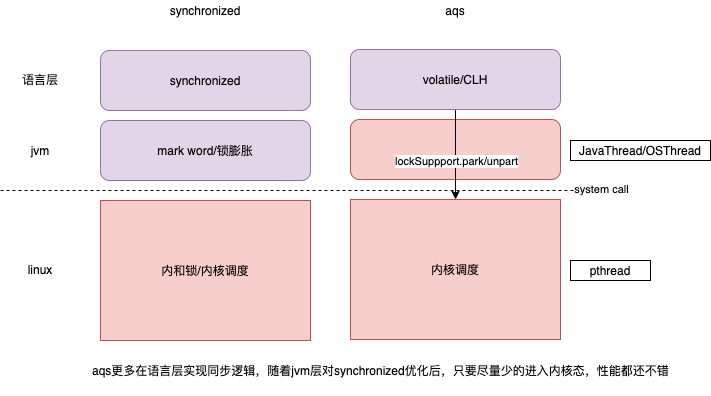 synchronized aqs
语言层 synchronized volatile/CLH
jvm mark word/锁膨胀 lockSuppport.park/unpart JavaThread/OSThread
system call
linux 内和锁/内核调度 内核调度 pthread
aqs更多在语言层实现同步逻辑，随着jvm层对synchronized优化后，只要尽量少的进入内核态，性能都还不错